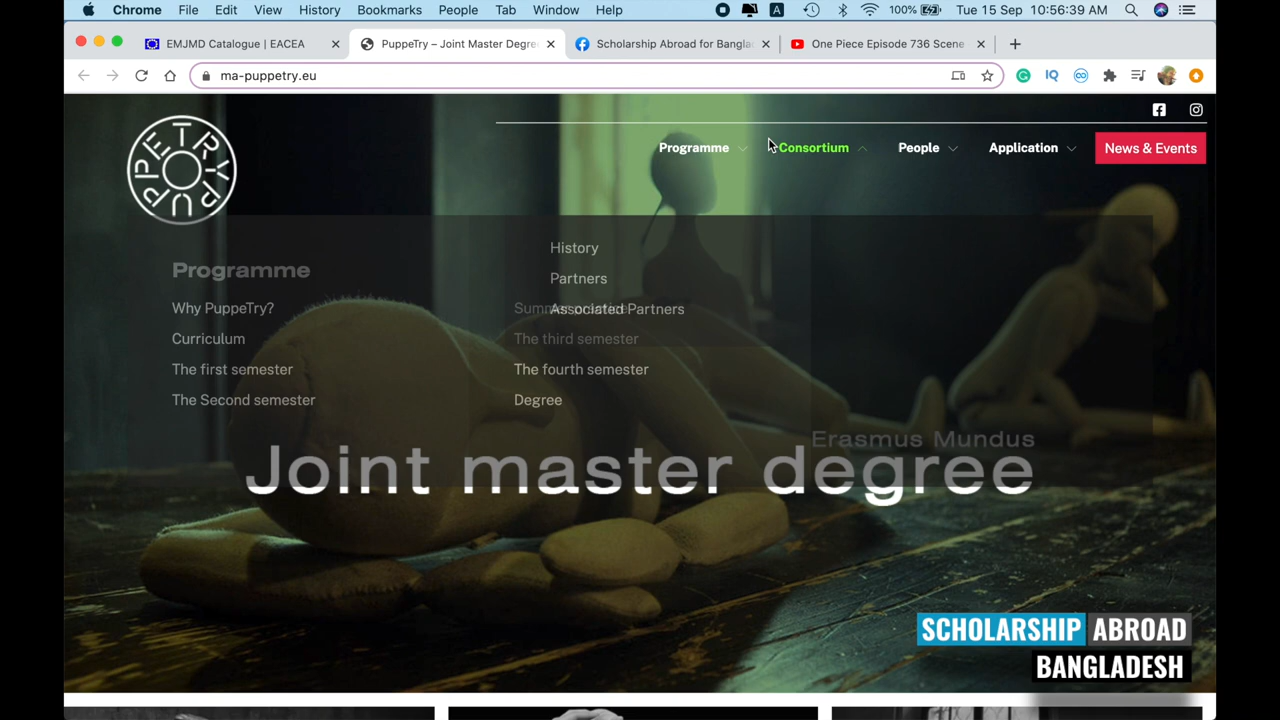 Chrome File Edit View History Bookmarks People Tab Window Help A 100% Tue 15 Sep 10:56:39 AM
EMJMD Catalogue | EACEA PuppeTry – Joint Master Degre Scholarship Abroad for Bangla One Piece Episode 736 Scene
ma-puppetry.eu IQ
PUPPETRY
Programme Consortium People Application News & Events
History
Programme
Partners
Why PuppeTry? Associated Partners
Curriculum The third semester
The first semester The fourth semester
The Second semester Degree
Erasmus Mundus
Joint master degree
SCHOLARSHIP ABROAD
BANGLADESH